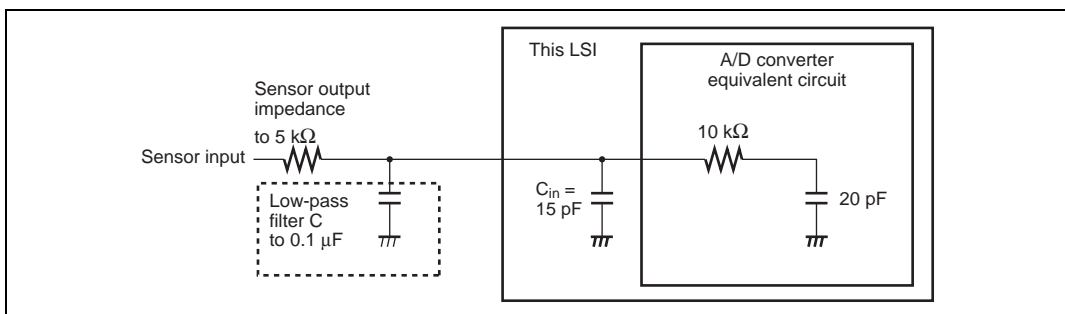 This LSI
A/D converter
equivalent circuit
Sensor output
impedance
to 5 kΩ
10 kΩ
Sensor input
Low-pass
filter C
to 0.1 μF
Cin =
15 pF
20 pF